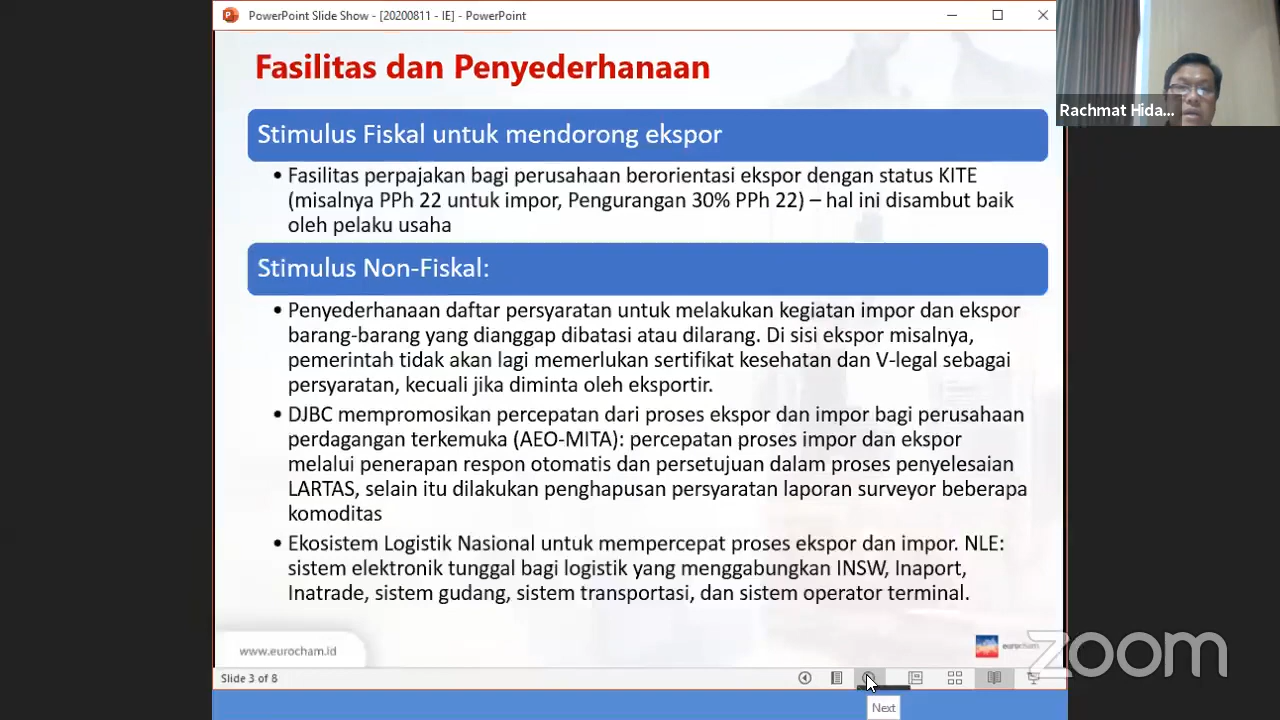 PowerPoint Slide Show - [20200811 - IE] - PowerPoint
Rachmat Hida...
Fasilitas dan Penyederhanaan
Stimulus Fiskal untuk mendorong ekspor
• Fasilitas perpajakan bagi perusahaan berorientasi ekspor dengan status KITE
(misalnya PPh 22 untuk impor, Pengurangan 30% PPh 22) – hal ini disambut baik
oleh pelaku usaha
Stimulus Non-Fiskal:
• Penyederhanaan daftar persyaratan untuk melakukan kegiatan impor dan ekspor
barang-barang yang dianggap dibatasi atau dilarang. Di sisi ekspor misalnya,
pemerintah tidak akan lagi memerlukan sertifikat kesehatan dan V-legal sebagai
persyaratan, kecuali jika diminta oleh eksportir.
• DJBC mempromosikan percepatan dari proses ekspor dan impor bagi perusahaan
perdagangan terkemuka (AEO-MITA): percepatan proses impor dan ekspor
melalui penerapan respon otomatis dan persetujuan dalam proses penyelesaian
LARTAS, selain itu dilakukan penghapusan persyaratan laporan surveyor beberapa
komoditas
• Ekosistem Logistik Nasional untuk mempercepat proses ekspor dan impor. NLE:
sistem elektronik tunggal bagi logistik yang menggabungkan INSW, Inaport,
Inatrade, sistem gudang, sistem transportasi, dan sistem operator terminal.
www.eurocham.id
eurocham
zoom
Slide 3 of 8
Next